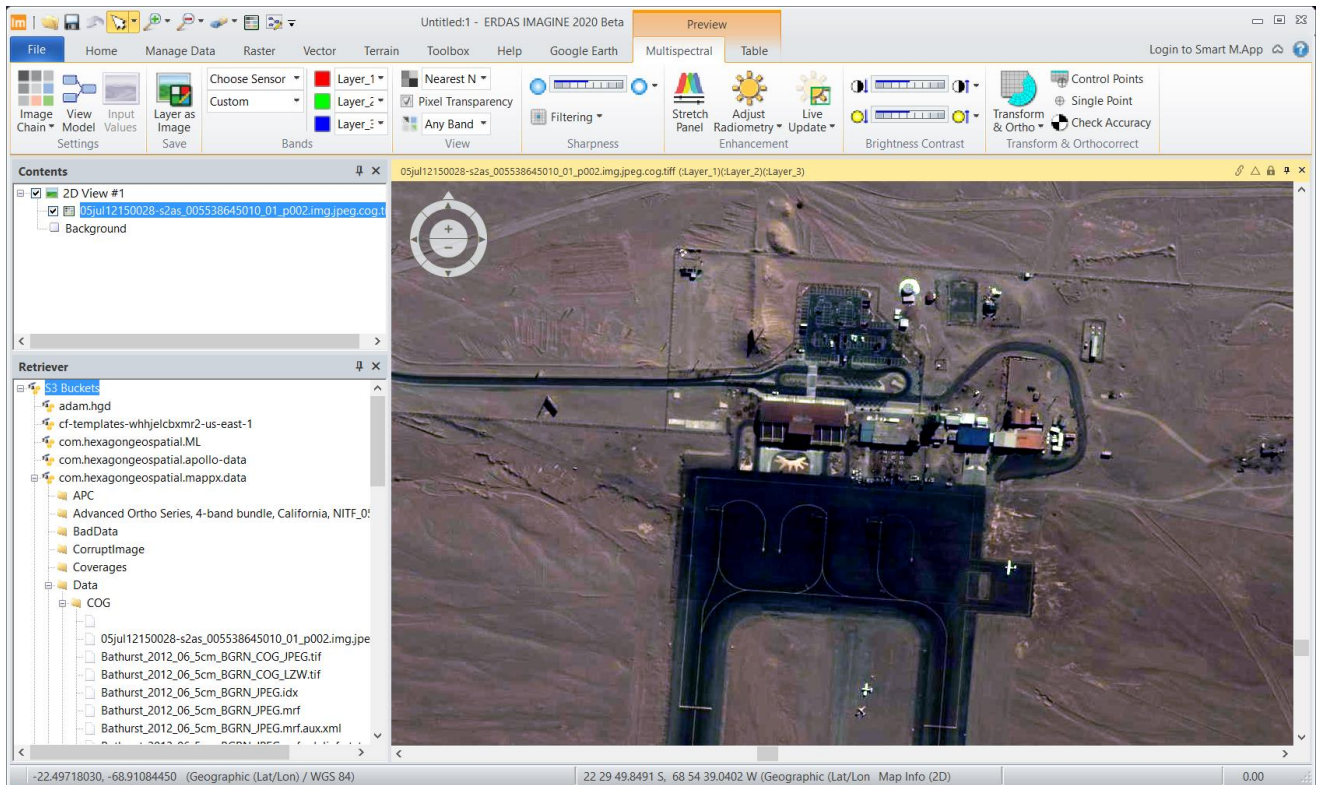 Untitled:1 - ERDAS IMAGINE 2020 Beta
Preview
File Home Manage Data Raster Vector Terrain Toolbox Help Google Earth Multispectral Table Login to Smart M.App
Image Chain View Model Input Values
Settings
Layer as Image
Save
Choose Sensor
Custom
Layer_1
Layer_2
Bands
Nearest N
Pixel Transparency
Any Band
View
Filtering
Sharpness
Stretch Panel Adjust Radiometry Live Update
Enhancement
Brightness Contrast
Transform & Ortho
Control Points
Single Point
Check Accuracy
Transform & Orthocorrect
Contents
2D View #1
05jul12150028-s2as_005538645010_01_p002.img.jpeg.cog.t
Background
05jul12150028-s2as_005538645010_01_p002.img.jpeg.cog.tiff (:Layer_1)(:Layer_2)(:Layer_3)
Retriever
S3 Buckets
adam.hgd
cf-templates-whhjelcbxmr2-us-east-1
com.hexagongeospatial.ML
com.hexagongeospatial.apollo-data
com.hexagongeospatial.mappx.data
APC
Advanced Ortho Series, 4-band bundle, California, NITF_0
BadData
CorruptImage
Coverages
Data
COG
05jul12150028-s2as_005538645010_01_p002.img.jpe
Bathurst_2012_06_5cm_BGRN_COG_JPEG.tif
Bathurst_2012_06_5cm_BGRN_COG_LZW.tif
Bathurst_2012_06_5cm_BGRN_JPEG.idx
Bathurst_2012_06_5cm_BGRN_JPEG.mrf
Bathurst_2012_06_5cm_BGRN_JPEG.mrf.aux.xml
-22.49718030, -68.91084450 (Geographic (Lat/Lon) / WGS 84)
22 29 49.8491 S, 68 54 39.0402 W (Geographic (Lat/Lon Map Info (2D)
0.00